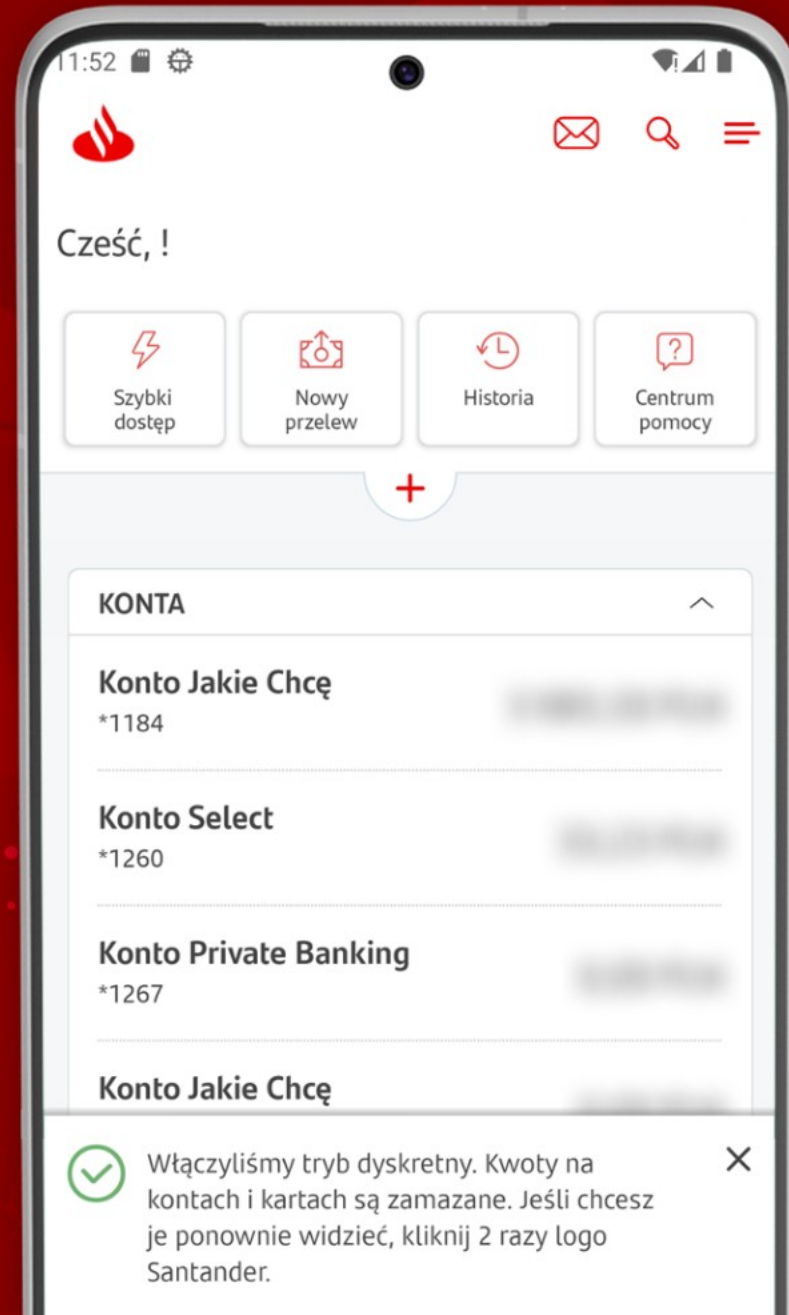 11:52
Cześć, !
Szybki
dostęp
Nowy
przelew
Historia
Centrum
pomocy
KONTA
Konto Jakie Chcę
*1184
Konto Select
*1260
Konto Private Banking
*1267
Konto Jakie Chcę
Włączyliśmy tryb dyskretny. Kwoty na
kontach i kartach są zamazane. Jeśli chcesz
je ponownie widzieć, kliknij 2 razy logo
Santander.